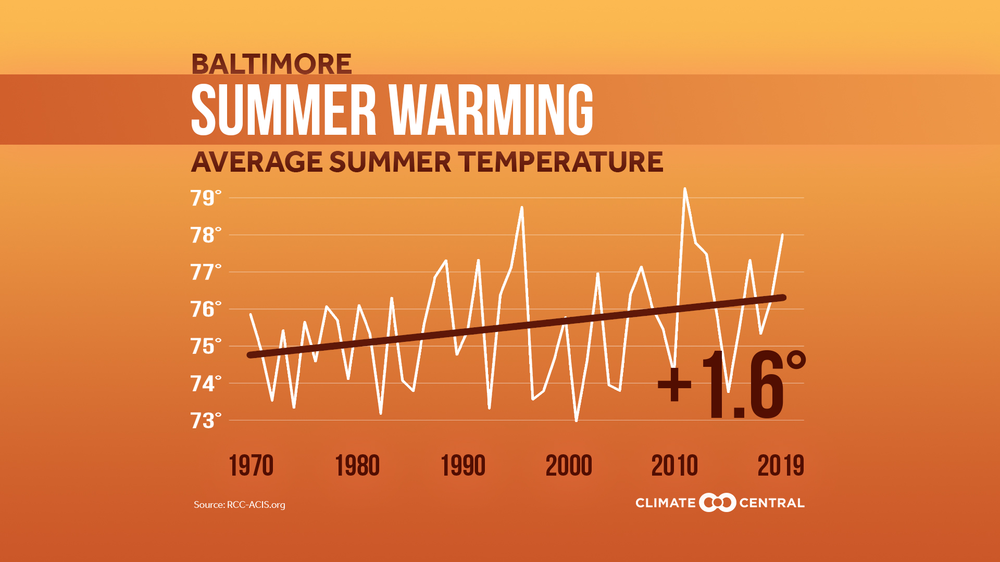 BALTIMORE
SUMMER WARMING
AVERAGE SUMMER TEMPERATURE
79°
78°
77°
76°
75°
74°
73°
+1.6°
1970 1980 1990 2000 2010 2019
Source: RCC-ACIS.org
CLIMATE CENTRAL